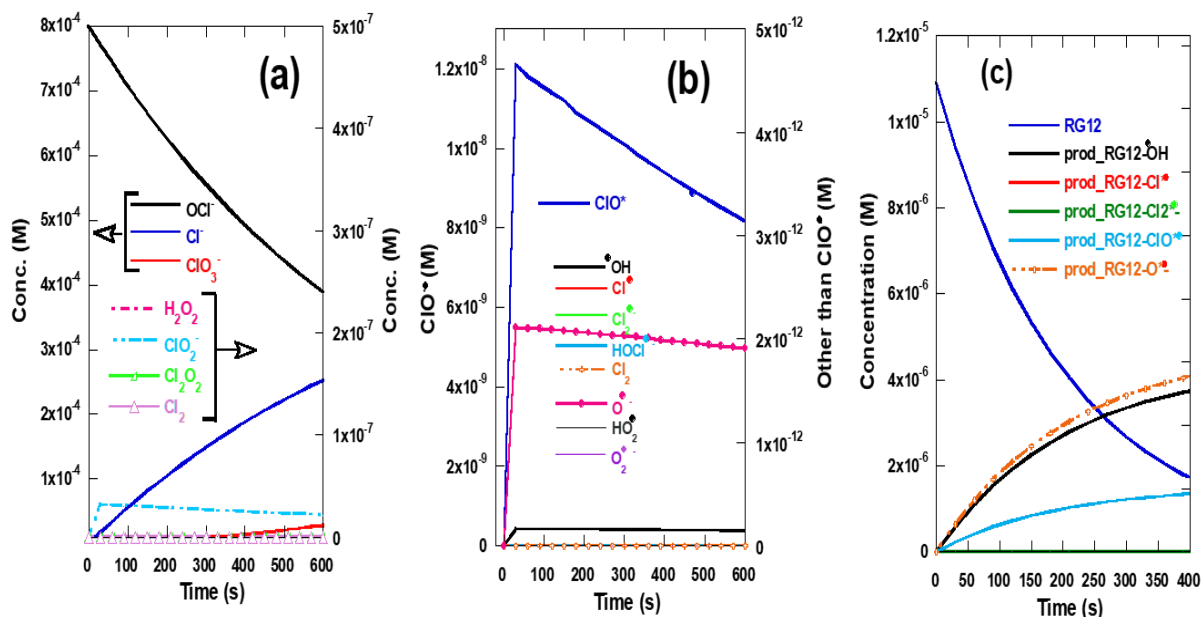 (a)
8x10⁻⁴
7x10⁻⁴
6x10⁻⁴
5x10⁻⁴
4x10⁻⁴
3x10⁻⁴
2x10⁻⁴
10⁻⁴
Conc. (M)
5x10⁻⁷
4x10⁻⁷
3x10⁻⁷
2x10⁻⁷
1x10⁻⁷
0
Conc. (M)
OCl⁻
Cl⁻
ClO₃⁻
H₂O₂
ClO₂⁻
Cl₂O₂
Cl₂
0 100 200 300 400 500 600
Time (s)
(b)
1.2x10⁻⁸
1x10⁻⁸
8x10⁻⁹
6x10⁻⁹
4x10⁻⁹
2x10⁻⁹
0
ClO• (M)
5x10⁻¹²
4x10⁻¹²
3x10⁻¹²
2x10⁻¹²
1x10⁻¹²
0
Other than ClO• (M)
ClO*
•OH
Cl•
Cl₂•⁻
HOCl•⁻
Cl₂
O•⁻
HO₂•
O₂•⁻
0 100 200 300 400 500 600
Time (s)
(c)
1.2x10⁻⁵
1x10⁻⁵
8x10⁻⁶
6x10⁻⁶
4x10⁻⁶
2x10⁻⁶
0
Concentration (M)
RG12
prod_RG12-•OH
prod_RG12-Cl*•
prod_RG12-Cl2*•-
prod_RG12-ClO*•
prod_RG12-O*•-
0 50 100 150 200 250 300 350 400
Time (s)